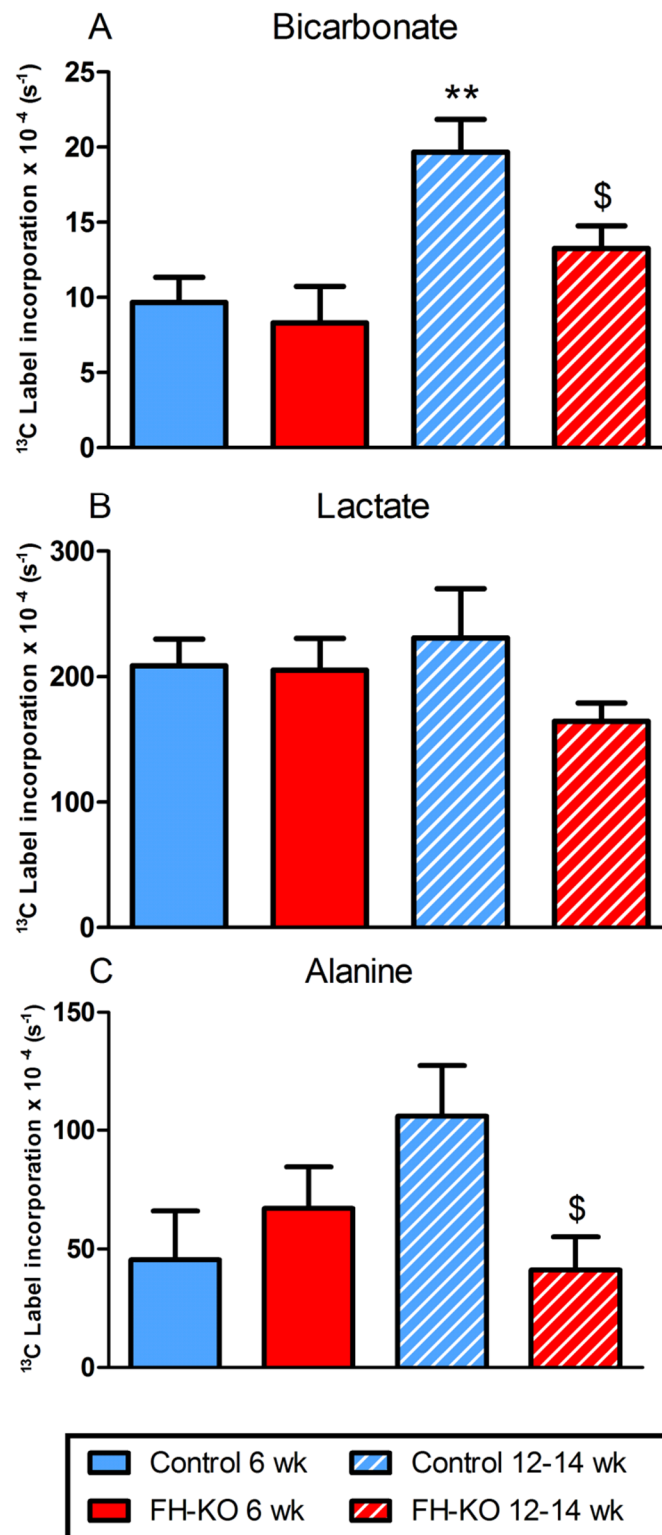 A Bicarbonate
¹³C Label incorporation x 10⁻⁴ (s⁻¹)
25
20
15
10
5
0
**
$
B Lactate
¹³C Label incorporation x 10⁻⁴ (s⁻¹)
300
200
100
0
C Alanine
¹³C Label incorporation x 10⁻⁴ (s⁻¹)
150
100
50
0
$
Control 6 wk Control 12-14 wk
FH-KO 6 wk FH-KO 12-14 wk